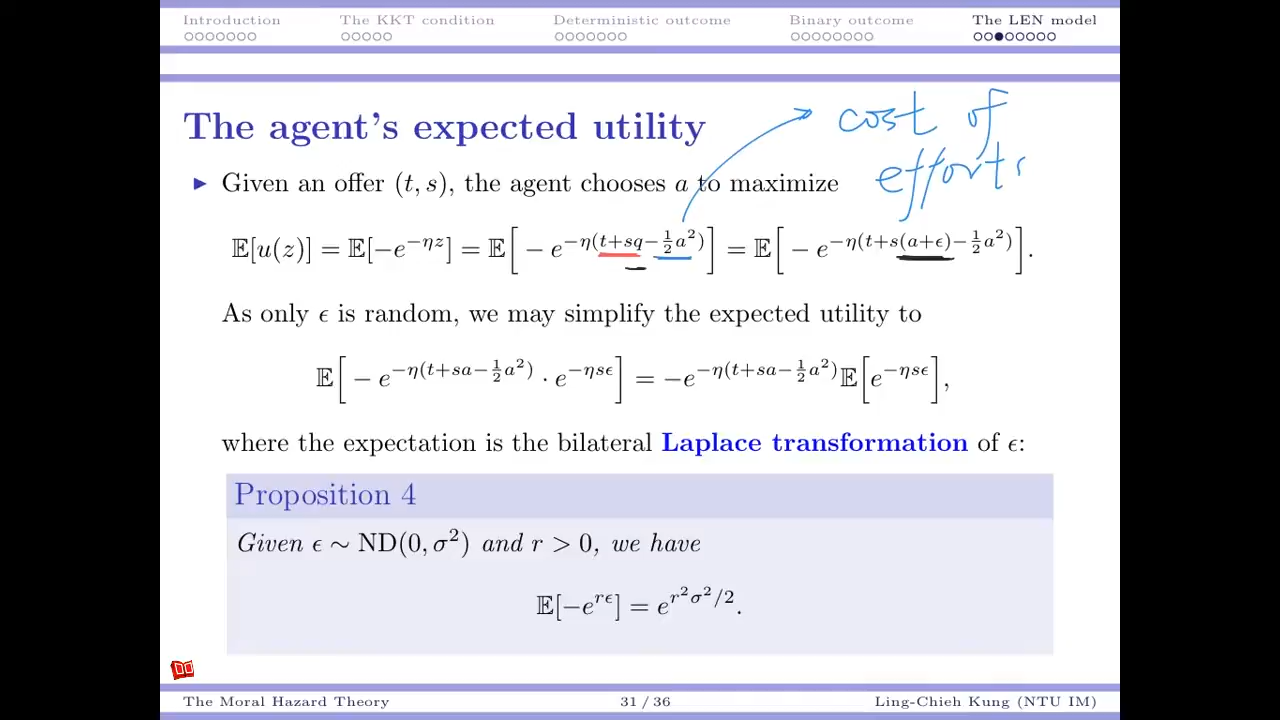 Introduction The KKT condition Deterministic outcome Binary outcome The LEN model
The agent's expected utility
cost of
efforts
► Given an offer (t, s), the agent chooses a to maximize
𝔼[u(z)] = 𝔼[−e^{−ηz}] = 𝔼[ − e^{−η(t+sq−½a²)} ] = 𝔼[ − e^{−η(t+s(a+ϵ)−½a²)} ].
As only ϵ is random, we may simplify the expected utility to
𝔼[ − e^{−η(t+sa−½a²)} · e^{−ηsϵ} ] = −e^{−η(t+sa−½a²)}𝔼[e^{−ηsϵ}],
where the expectation is the bilateral Laplace transformation of ϵ:
Proposition 4
Given ϵ ∼ ND(0, σ²) and r > 0, we have
𝔼[−e^{rϵ}] = e^{r²σ²/2}.
The Moral Hazard Theory 31 / 36 Ling-Chieh Kung (NTU IM)